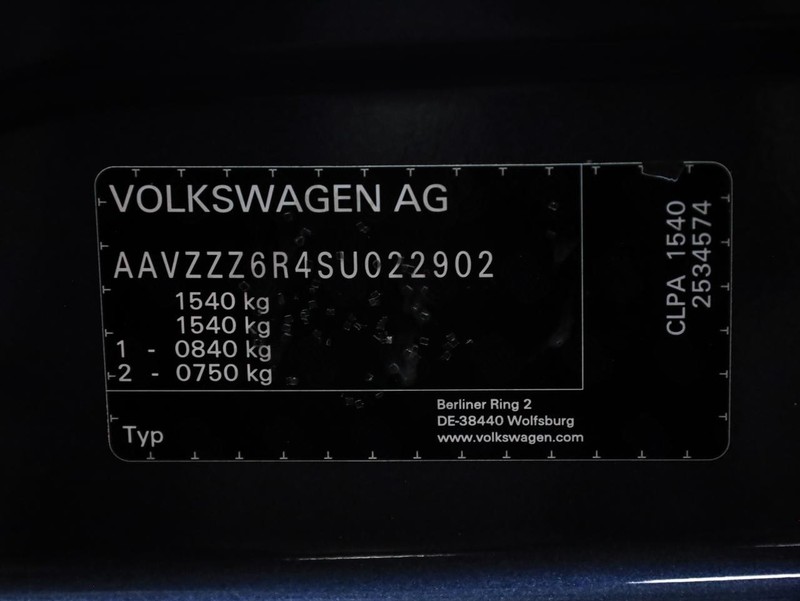 VOLKSWAGEN AG
AAVZZZ6R4SU022902
1540 kg
1540 kg
1 - 0840 kg
2 - 0750 kg
Typ
Berliner Ring 2
DE-38440 Wolfsburg
www.volkswagen.com
CLPA 1540
2534574